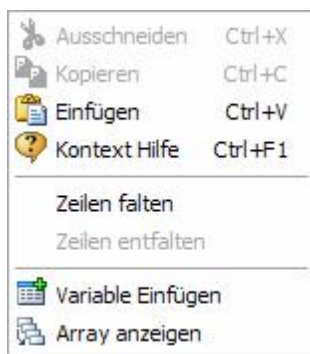 Ausschneiden Ctrl+X
Kopieren Ctrl+C
Einfügen Ctrl+V
Kontext Hilfe Ctrl+F1
Zeilen falten
Zeilen entfalten
Variable Einfügen
Array anzeigen